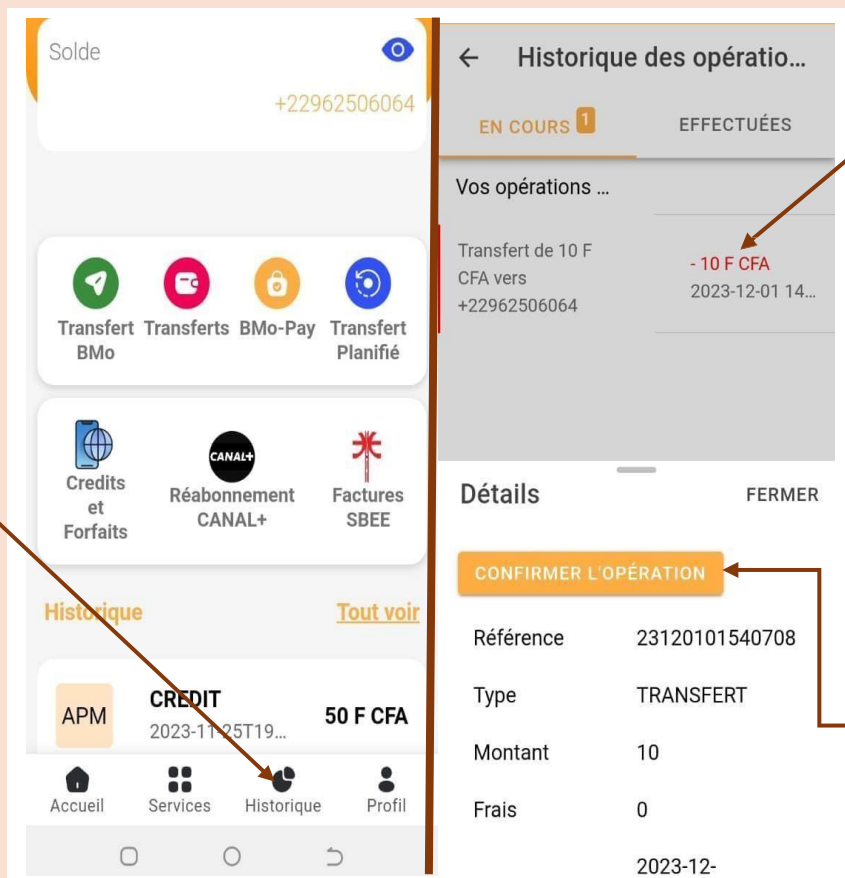 Solde
+22962506064
Transfert
BMo
Transferts
BMo-Pay
Transfert
Planifié
Credits
et
Forfaits
CANAL+
Réabonnement
CANAL+
Factures
SBEE
Historique
Tout voir
APM
CREDIT
2023-11-25T19...
50 F CFA
Accueil
Services
Historique
Profil
Historique des opératio...
EN COURS 1
EFFECTUÉES
Vos opérations ...
Transfert de 10 F
CFA vers
+22962506064
- 10 F CFA
2023-12-01 14...
Détails
FERMER
CONFIRMER L'OPÉRATION
Référence 23120101540708
Type TRANSFERT
Montant 10
Frais 0
2023-12-